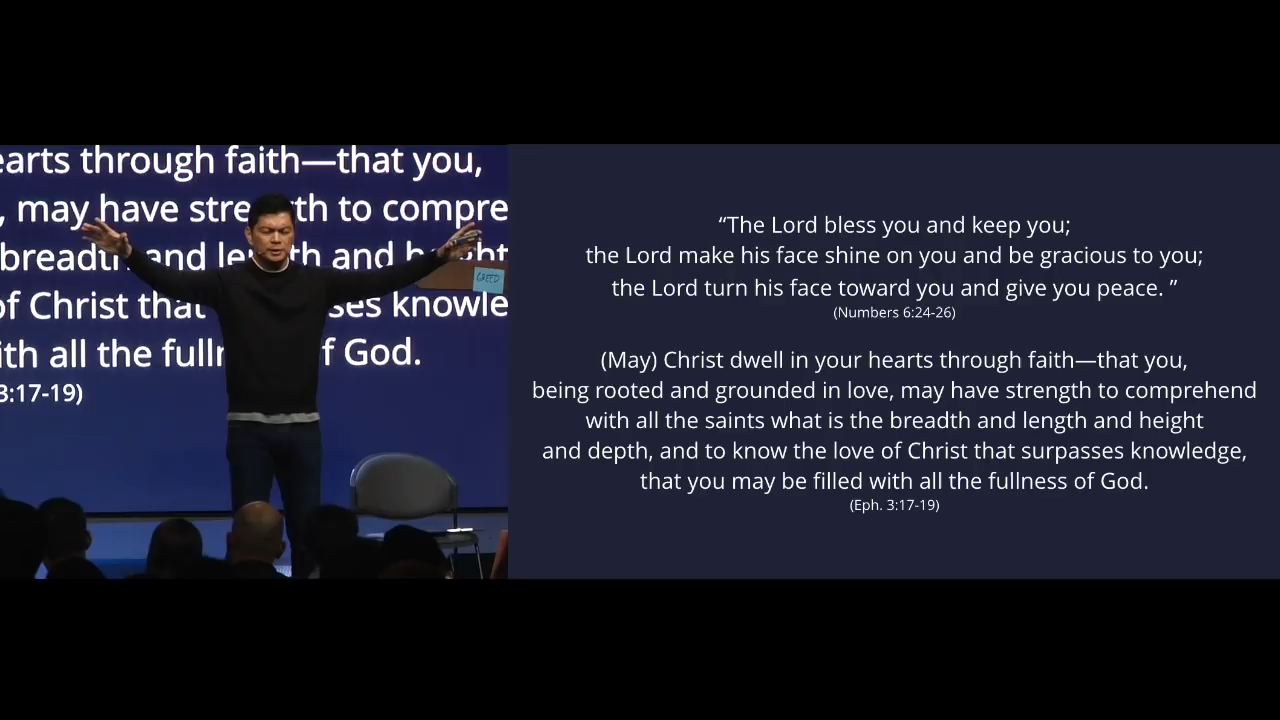 earts through faith—that you,
, may have stre th to compre
breadth and le th and height
of Christ that ses knowle
ith all the fulln f God.
3:17-19)
GREED
“The Lord bless you and keep you;
the Lord make his face shine on you and be gracious to you;
the Lord turn his face toward you and give you peace. ”
(Numbers 6:24-26)
(May) Christ dwell in your hearts through faith—that you,
being rooted and grounded in love, may have strength to comprehend
with all the saints what is the breadth and length and height
and depth, and to know the love of Christ that surpasses knowledge,
that you may be filled with all the fullness of God.
(Eph. 3:17-19)